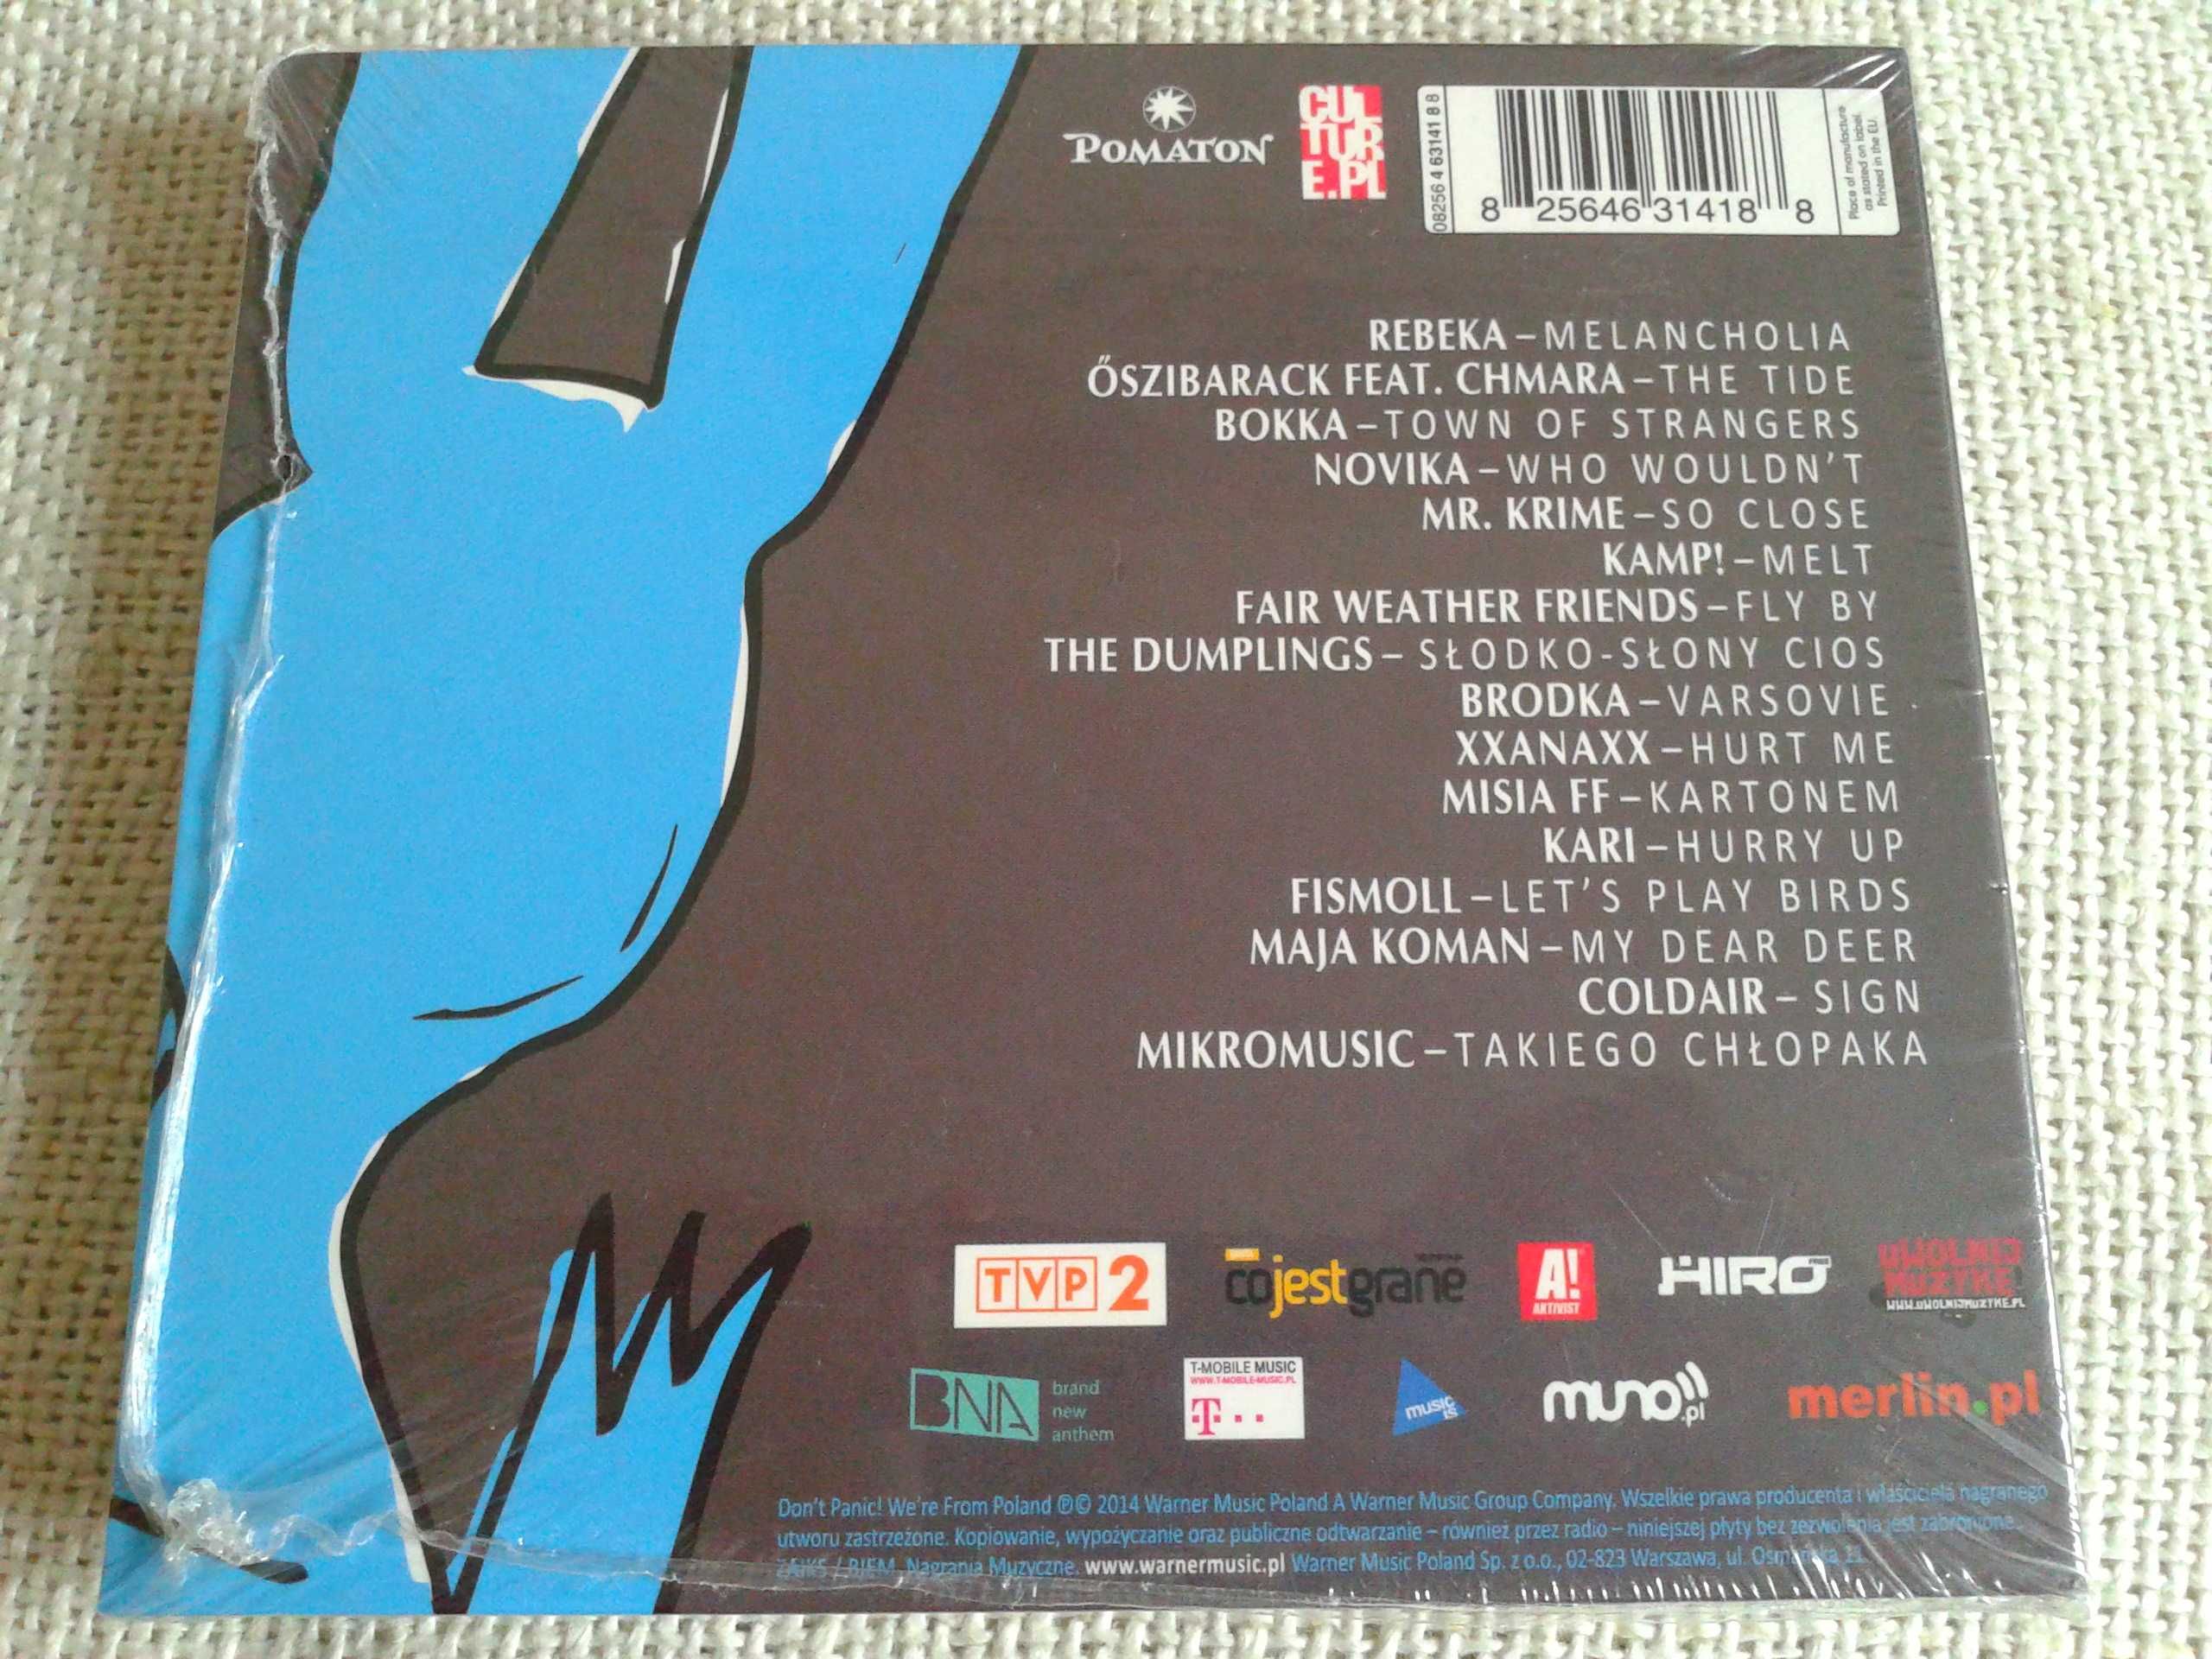 POMATON
CUL
TUR
E.PL
08256 4 63141 8 8
8 25646 31418 8
Place of manufacture
as stated on label.
Printed in the EU
REBEKA – MELANCHOLIA
ŐSZIBARACK FEAT. CHMARA – THE TIDE
BOKKA – TOWN OF STRANGERS
NOVIKA – WHO WOULDN'T
MR. KRIME – SO CLOSE
KAMP! – MELT
FAIR WEATHER FRIENDS – FLY BY
THE DUMPLINGS – SŁODKO-SŁONY CIOS
BRODKA – VARSOVIE
XXANAXX – HURT ME
MISIA FF – KARTONEM
KARI – HURRY UP
FISMOLL – LET'S PLAY BIRDS
MAJA KOMAN – MY DEAR DEER
COLDAIR – SIGN
MIKROMUSIC – TAKIEGO CHŁOPAKA
TVP 2
cojestgrane
A!
AKTIVIST
HIRO
UWOLNIJ
MUZYKĘ!
WWW.UWOLNIJMUZYKE.PL
BNA
brand
new
anthem
T-MOBILE MUSIC
WWW.T-MOBILE-MUSIC.PL
T
music
is
muno.pl
merlin.pl
Don't Panic! We're From Poland ℗© 2014 Warner Music Poland A Warner Music Group Company. Wszelkie prawa producenta i właściciela nagranego
utworu zastrzeżone. Kopiowanie, wypożyczanie oraz publiczne odtwarzanie – również przez radio – niniejszej płyty bez zezwolenia jest zabronione.
ZAIKS / BIEM. Nagrania Muzyczne. www.warnermusic.pl Warner Music Poland Sp. z o.o., 02-823 Warszawa, ul. Osmańska 11